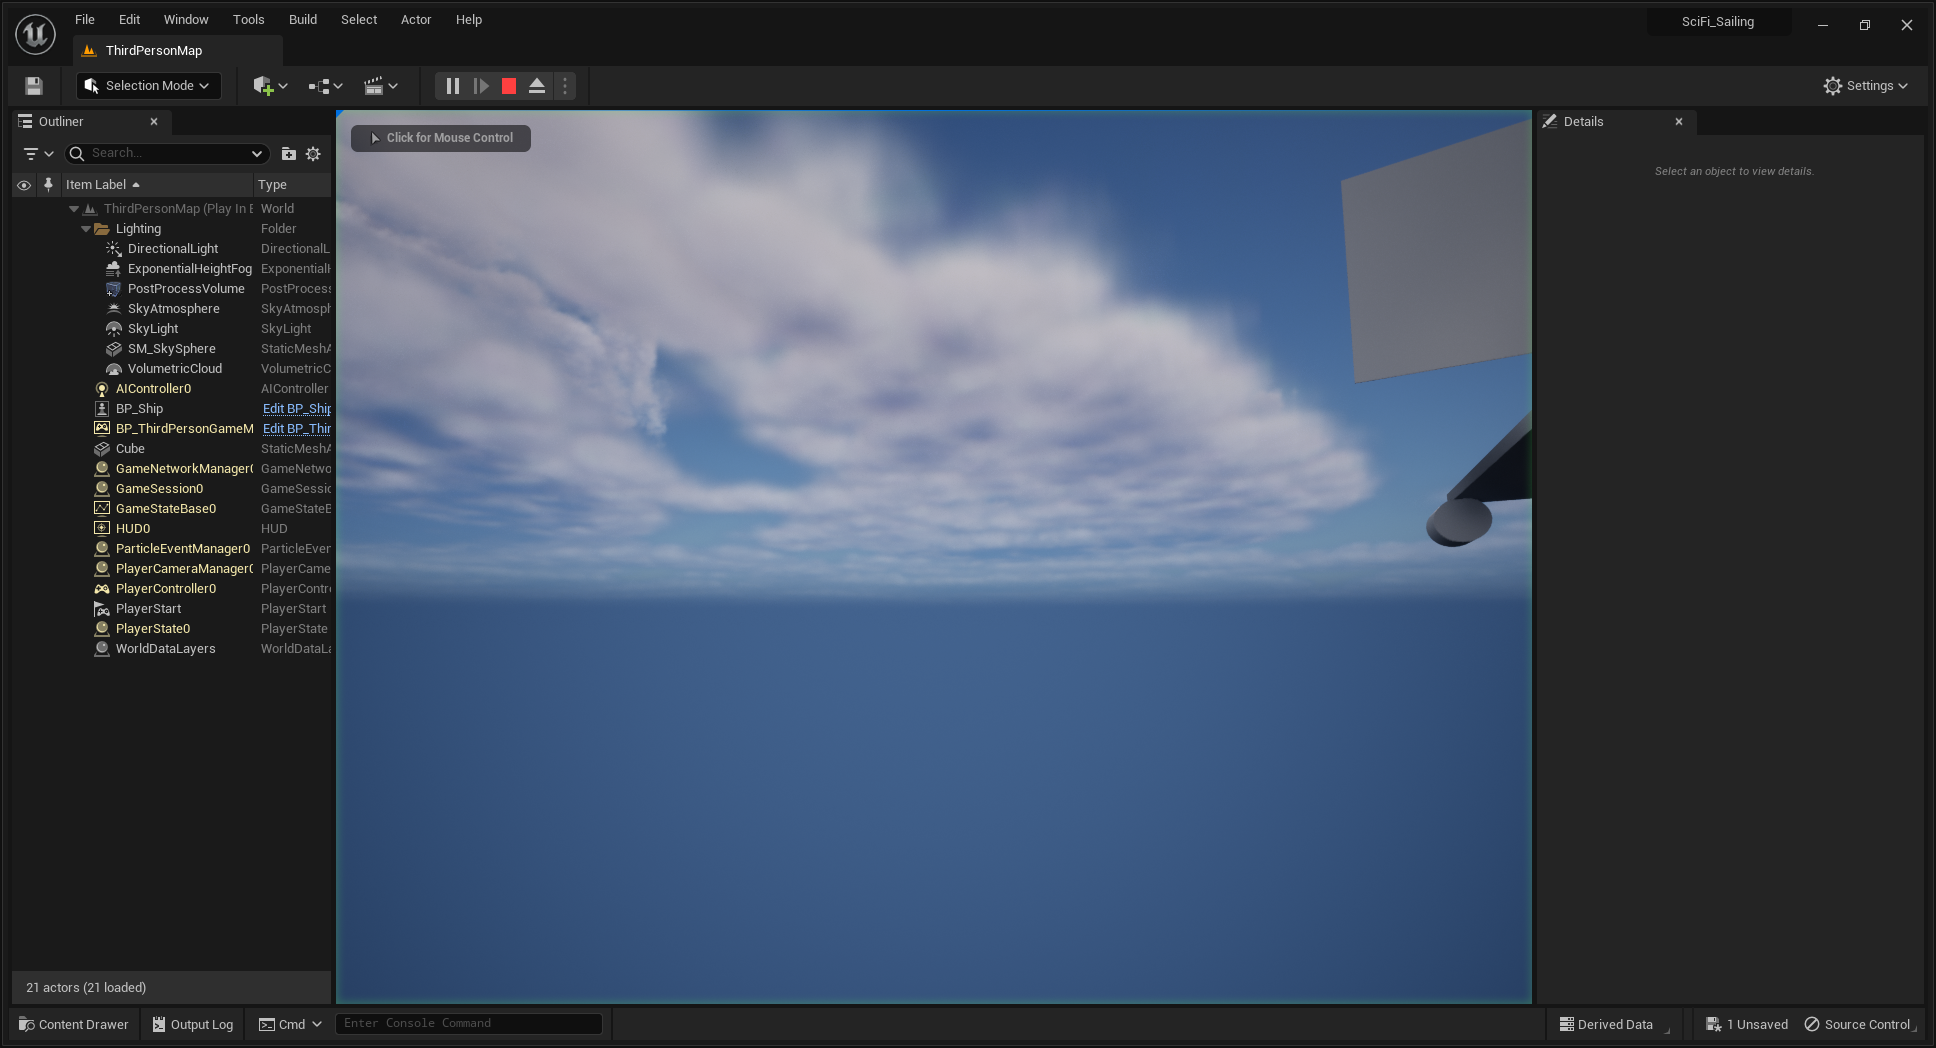 File Edit Window Tools Build Select Actor Help
SciFi_Sailing
ThirdPersonMap
Selection Mode
Settings
Outliner
Click for Mouse Control
Details
Search...
Select an object to view details.
Item Label Type
ThirdPersonMap (Play In E World
Lighting Folder
DirectionalLight DirectionalL
ExponentialHeightFog Exponential
PostProcessVolume PostProcess
SkyAtmosphere SkyAtmosph
SkyLight SkyLight
SM_SkySphere StaticMeshA
VolumetricCloud VolumetricC
AIController0 AIController
BP_Ship Edit BP_Ship
BP_ThirdPersonGameM Edit BP_Thir
Cube StaticMeshA
GameNetworkManager GameNetwo
GameSession0 GameSessio
GameStateBase0 GameStateB
HUD0 HUD
ParticleEventManager0 ParticleEver
PlayerCameraManager PlayerCame
PlayerController0 PlayerContr
PlayerStart PlayerStart
PlayerState0 PlayerState
WorldDataLayers WorldDataLa
21 actors (21 loaded)
Content Drawer Output Log Cmd Enter Console Command Derived Data 1 Unsaved Source Control